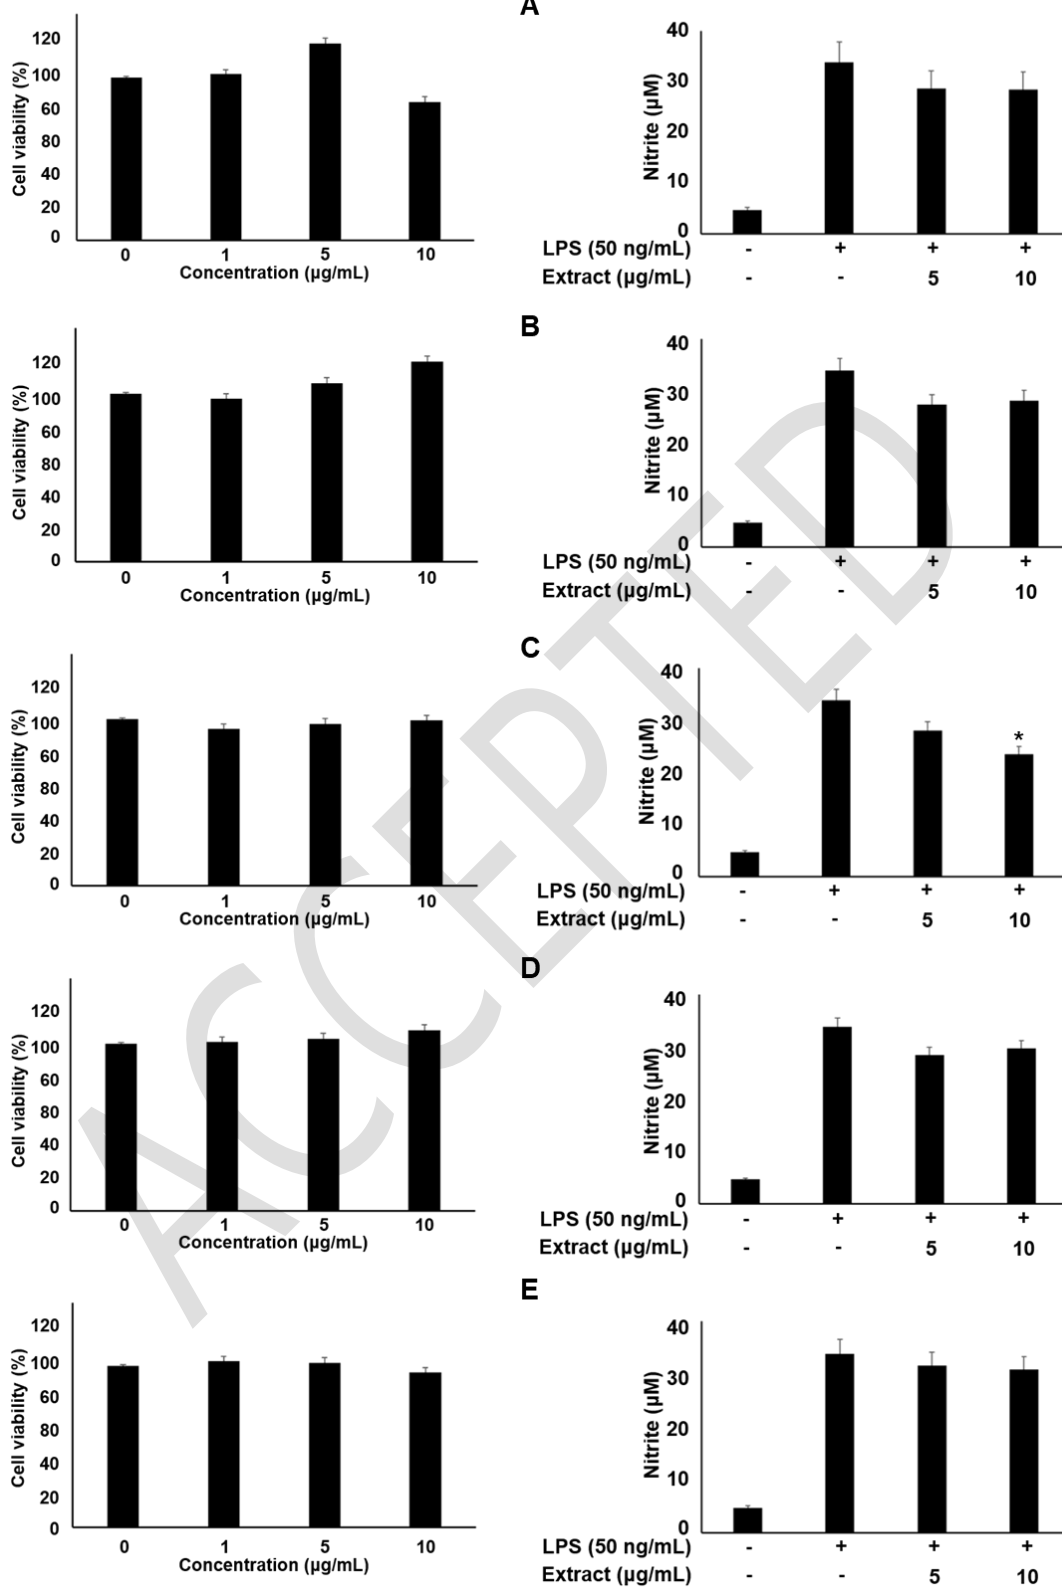 A
Cell viability (%)
120
100
60
80
40
20
0
0 1 5 10
Concentration (μg/mL)
Nitrite (μM)
40
30
20
10
0
LPS (50 ng/mL) - + + +
Extract (μg/mL) - - 5 10
B
Cell viability (%)
120
100
60
80
40
20
0
0 1 5 10
Concentration (μg/mL)
Nitrite (μM)
40
30
20
10
0
LPS (50 ng/mL) - + + +
Extract (μg/mL) - - 5 10
C
Cell viability (%)
120
100
60
80
40
20
0
0 1 5 10
Concentration (μg/mL)
Nitrite (μM)
40
30
20
10
0
*
LPS (50 ng/mL) - + + +
Extract (μg/mL) - - 5 10
D
Cell viability (%)
120
100
60
80
40
20
0
0 1 5 10
Concentration (μg/mL)
Nitrite (μM)
40
30
20
10
0
LPS (50 ng/mL) - + + +
Extract (μg/mL) - - 5 10
E
Cell viability (%)
120
100
60
80
40
20
0
0 1 5 10
Concentration (μg/mL)
Nitrite (μM)
40
30
20
10
0
LPS (50 ng/mL) - + + +
Extract (μg/mL) - - 5 10
ACCEPTED